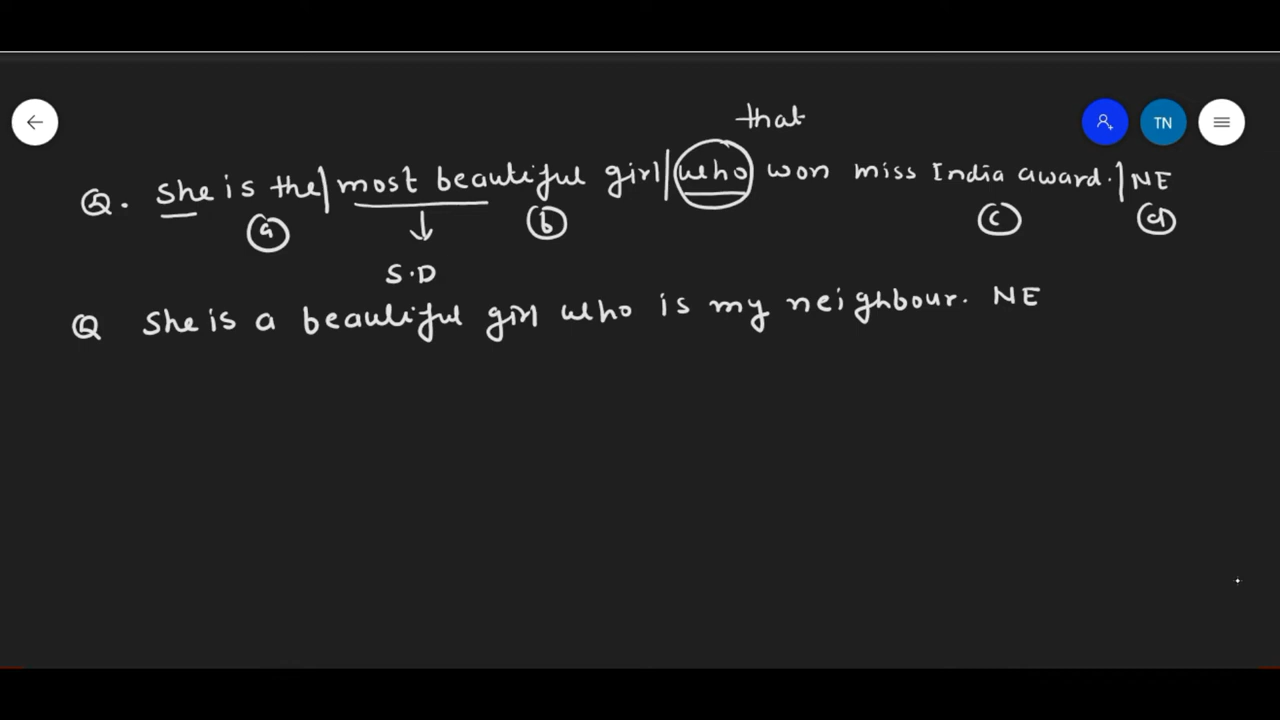 that
Q. She is the | most beautiful girl | who won miss India award. | NE
a b c d
S.D
Q She is a beautiful girl who is my neighbour. NE
TN